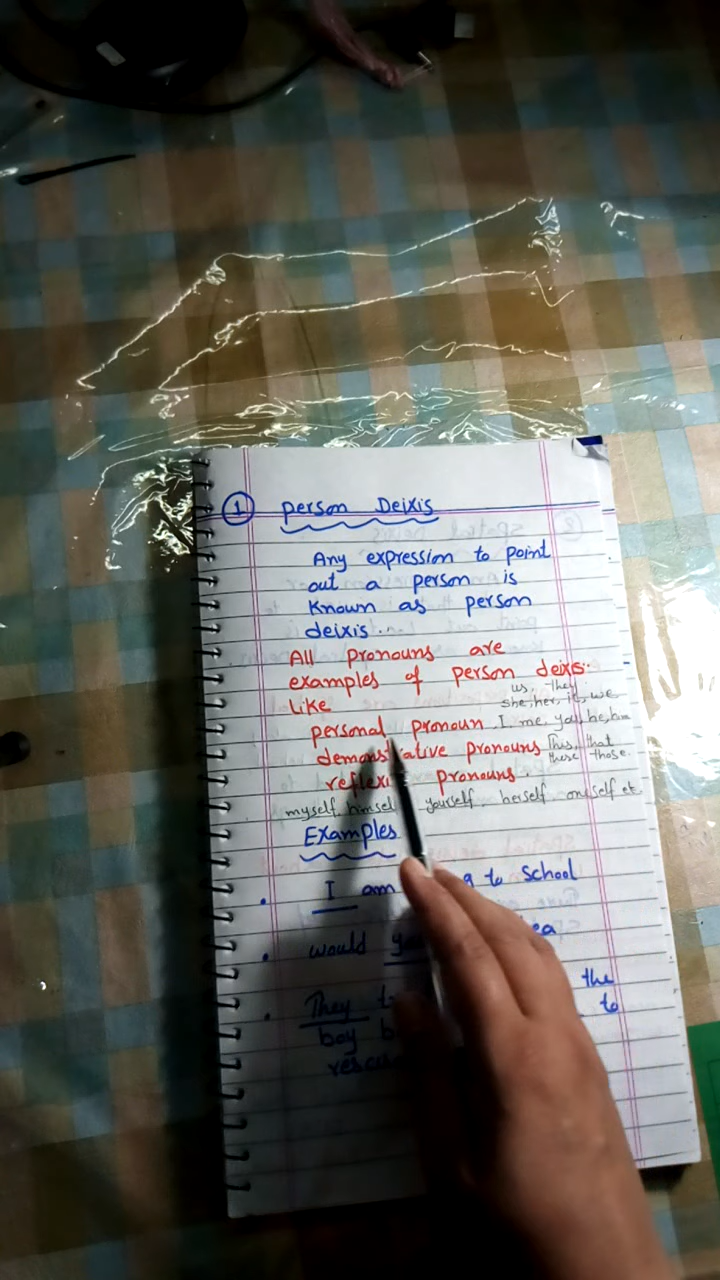 ① Person Deixis
Any expression to point
out a person is
Known as person
deixis.
All pronouns are
examples of person deixis.
Like
us, they
she, her, it, we
personal pronoun I me, you, he, him
demonstrative pronouns This, that
these those.
reflexi pronouns.
myself, himself yourself herself. oneself etc
Examples
I am g to School
would ea
They the
boy b to